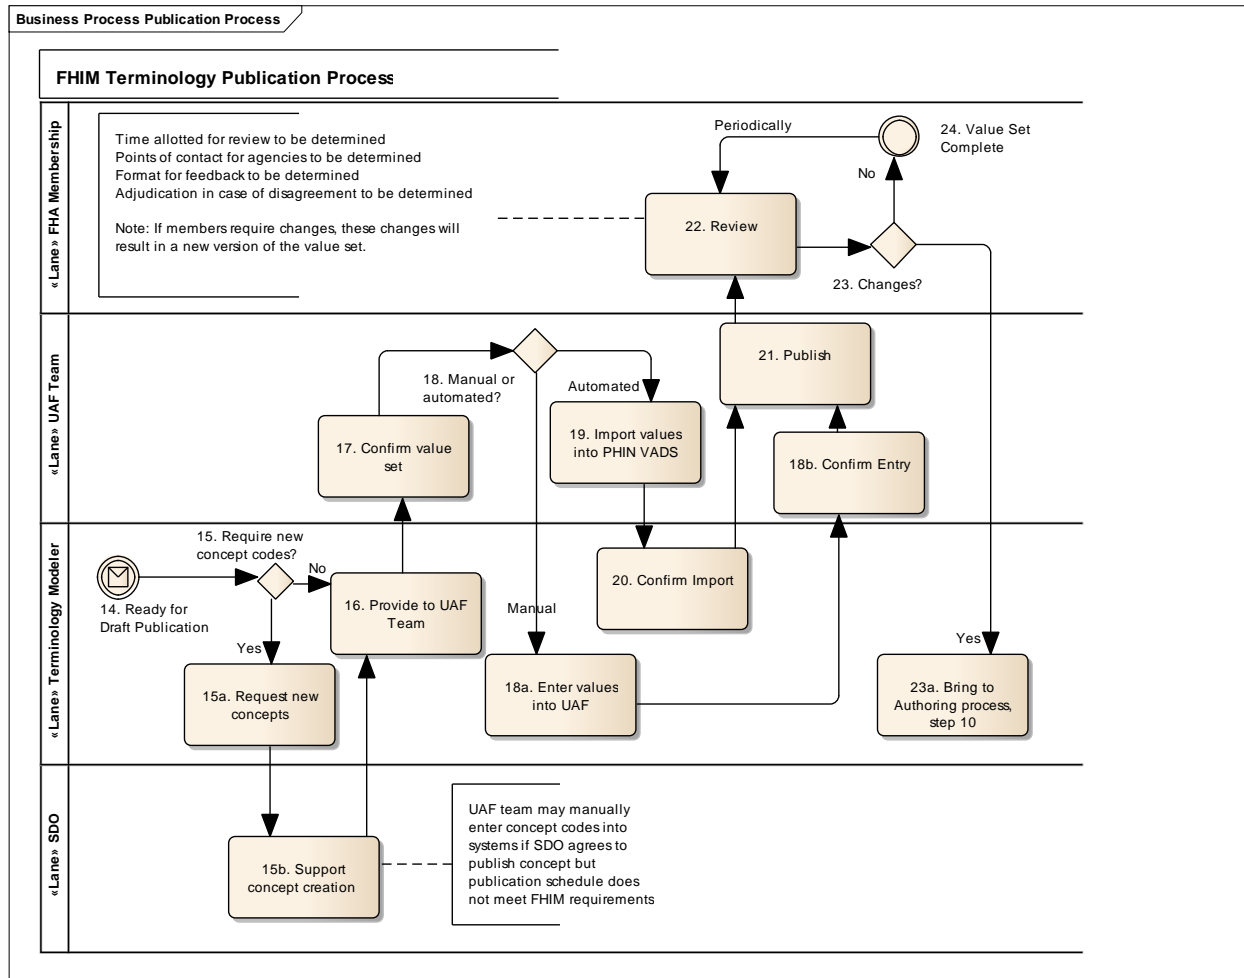 Business Process Publication Process
FHIM Terminology Publication Process
«Lane» FHA Membership
Time allotted for review to be determined
Points of contact for agencies to be determined
Format for feedback to be determined
Adjudication in case of disagreement to be determined
Note: If members require changes, these changes will
result in a new version of the value set.
Periodically
24. Value Set
Complete
No
22. Review
23. Changes?
«Lane» UAF Team
21. Publish
18. Manual or
automated?
Automated
19. Import values
into PHIN VADS
17. Confirm value
set
18b. Confirm Entry
«Lane» Terminology Modeler
15. Require new
concept codes?
No
14. Ready for
Draft Publication
16. Provide to UAF
Team
20. Confirm Import
Manual
Yes
Yes
15a. Request new
concepts
18a. Enter values
into UAF
23a. Bring to
Authoring process,
step 10
«Lane» SDO
15b. Support
concept creation
UAF team may manually
enter concept codes into
systems if SDO agrees to
publish concept but
publication schedule does
not meet FHIM requirements